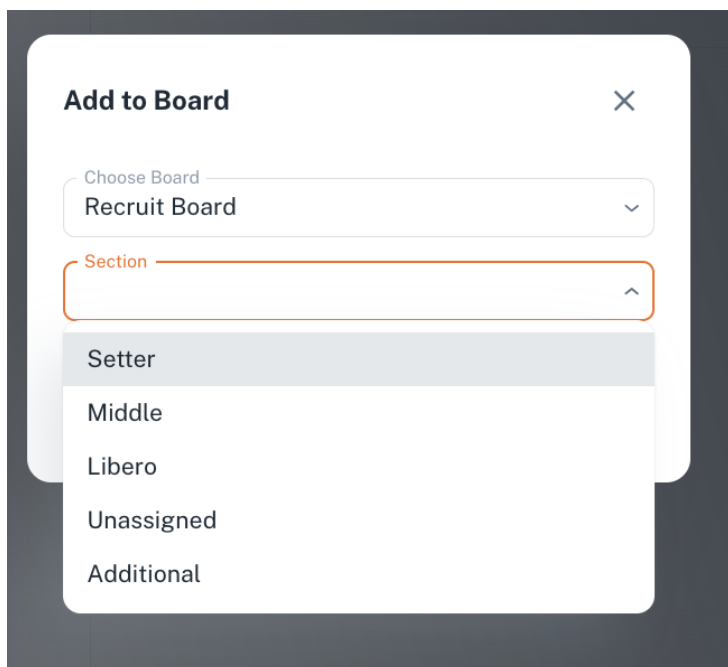 Add to Board
Choose Board
Recruit Board
Section
Setter
Middle
Libero
Unassigned
Additional